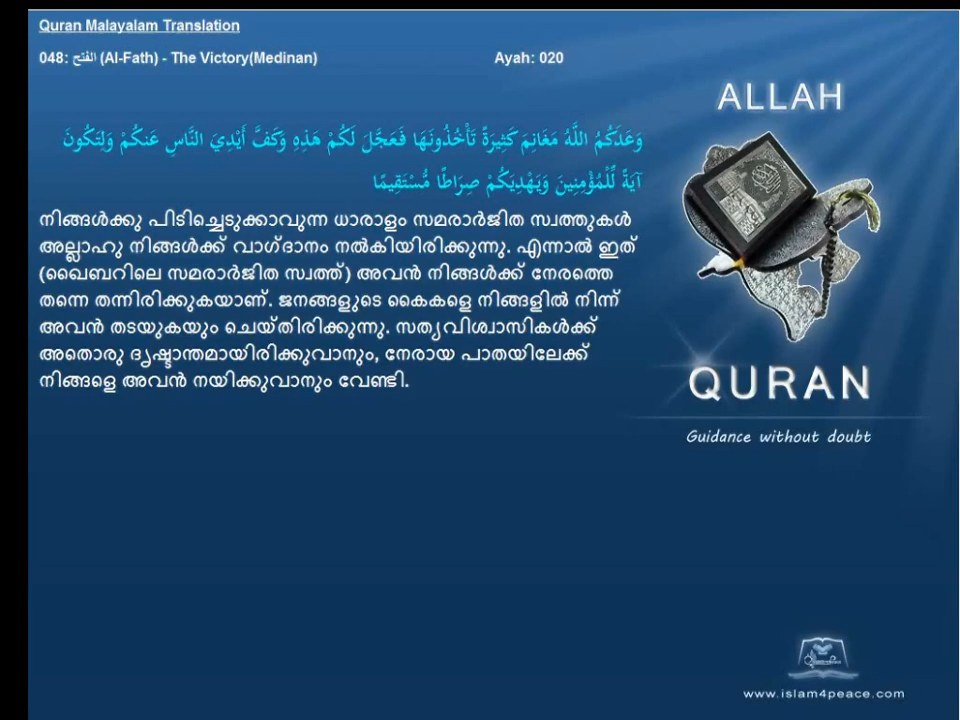 Quran Malayalam Translation
048: الفتح (Al-Fath) - The Victory(Medinan) Ayah: 020
وَعَدَكُمُ اللَّهُ مَغَانِمَ كَثِيرَةً تَأْخُذُونَهَا فَعَجَّلَ لَكُمْ هَٰذِهِ وَكَفَّ أَيْدِيَ النَّاسِ عَنكُمْ وَلِتَكُونَ
آيَةً لِّلْمُؤْمِنِينَ وَيَهْدِيَكُمْ صِرَاطًا مُّسْتَقِيمًا
നിങ്ങൾക്കു പിടിച്ചെടുക്കാവുന്ന ധാരാളം സമരാർജിത സ്വത്തുകൾ
അല്ലാഹു നിങ്ങൾക്ക് വാഗ്ദാനം നൽകിയിരിക്കുന്നു. എന്നാൽ ഇത്
(ഖൈബറിലെ സമരാർജിത സ്വത്ത്) അവൻ നിങ്ങൾക്ക് നേരത്തെ
തന്നെ തന്നിരിക്കുകയാണ്. ജനങ്ങളുടെ കൈകളെ നിങ്ങളിൽ നിന്ന്
അവൻ തടയുകയും ചെയ്തിരിക്കുന്നു. സത്യവിശ്വാസികൾക്ക്
അതൊരു ദൃഷ്ടാന്തമായിരിക്കുവാനും, നേരായ പാതയിലേക്ക്
നിങ്ങളെ അവൻ നയിക്കുവാനും വേണ്ടി.
ALLAH
QURAN
Guidance without doubt
www.islam4peace.com